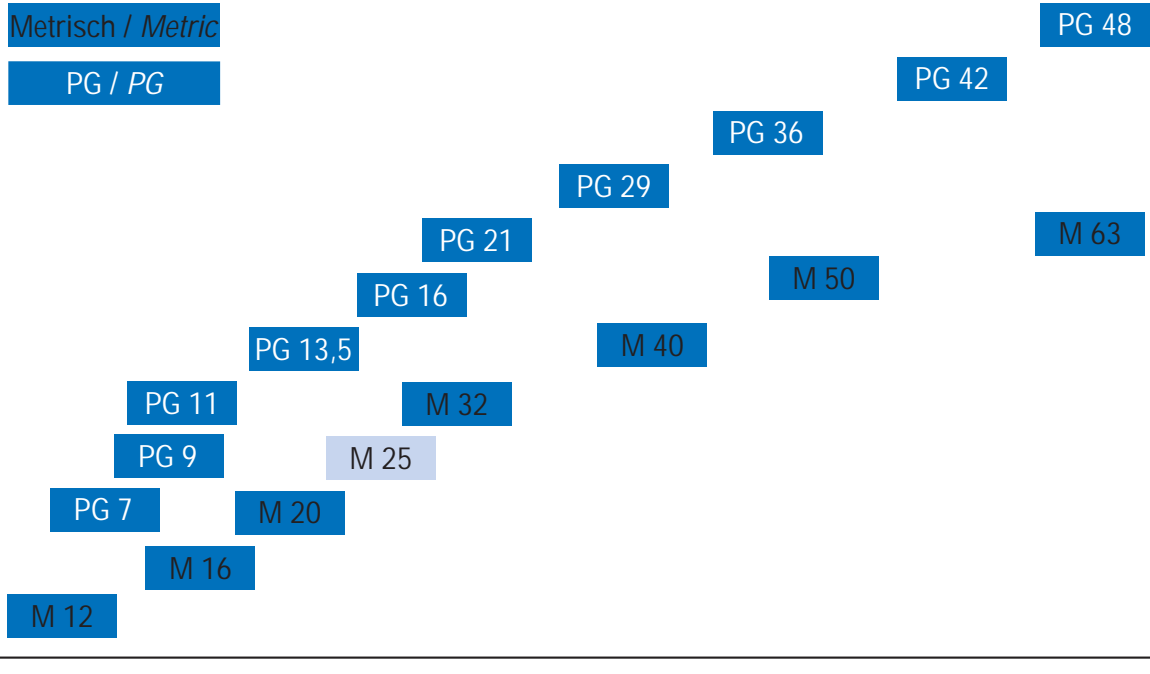 Metrisch / Metric
PG 48
PG / PG
PG 42
PG 36
PG 29
PG 21
M 63
M 50
PG 16
PG 13,5
M 40
PG 11
M 32
PG 9
M 25
PG 7
M 20
M 16
M 12